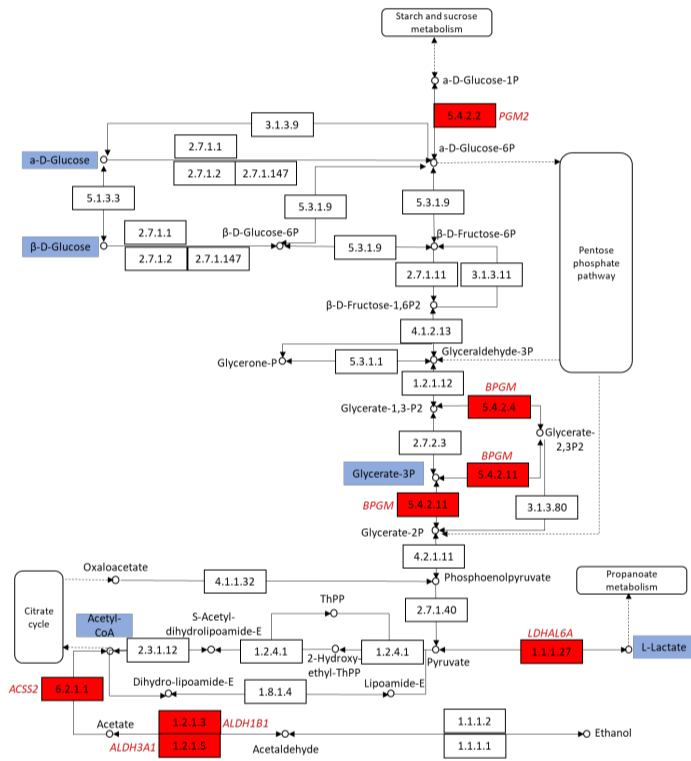 Starch and sucrose
metabolism
a-D-Glucose-1P
5.4.2.2 PGM2
3.1.3.9
a-D-Glucose-6P
2.7.1.1
a-D-Glucose
2.7.1.2 2.7.1.147
5.1.3.3
5.3.1.9
5.3.1.9
Pentose
phosphate
pathway
2.7.1.1
β-D-Glucose-6P
β-D-Fructose-6P
β-D-Glucose
5.3.1.9
2.7.1.2 2.7.1.147
2.7.1.11 3.1.3.11
β-D-Fructose-1,6P2
4.1.2.13
Glyceraldehyde-3P
Glycerone-P
5.3.1.1
1.2.1.12
BPGM
Glycerate-1,3-P2
5.4.2.4
Glycerate-
2,3P2
2.7.2.3
BPGM
Glycerate-3P
5.4.2.11
BPGM 5.4.2.11
3.1.3.80
Glycerate-2P
4.2.1.11
Oxaloacetate
4.1.1.32
Phosphoenolpyruvate
Propanoate
metabolism
Citrate
cycle
ThPP
2.7.1.40
Acetyl-
CoA
S-Acetyl-
dihydrolipoamide-E
LDHAL6A
2.3.1.12
1.2.4.1
2-Hydroxy-
ethyl-ThPP
1.2.4.1
Pyruvate
1.1.1.27
L-Lactate
Dihydro-lipoamide-E
1.8.1.4
Lipoamide-E
ACSS2 6.2.1.1
Acetate
1.2.1.3 ALDH1B1
ALDH3A1 1.2.1.5
Acetaldehyde
1.1.1.2
1.1.1.1
Ethanol